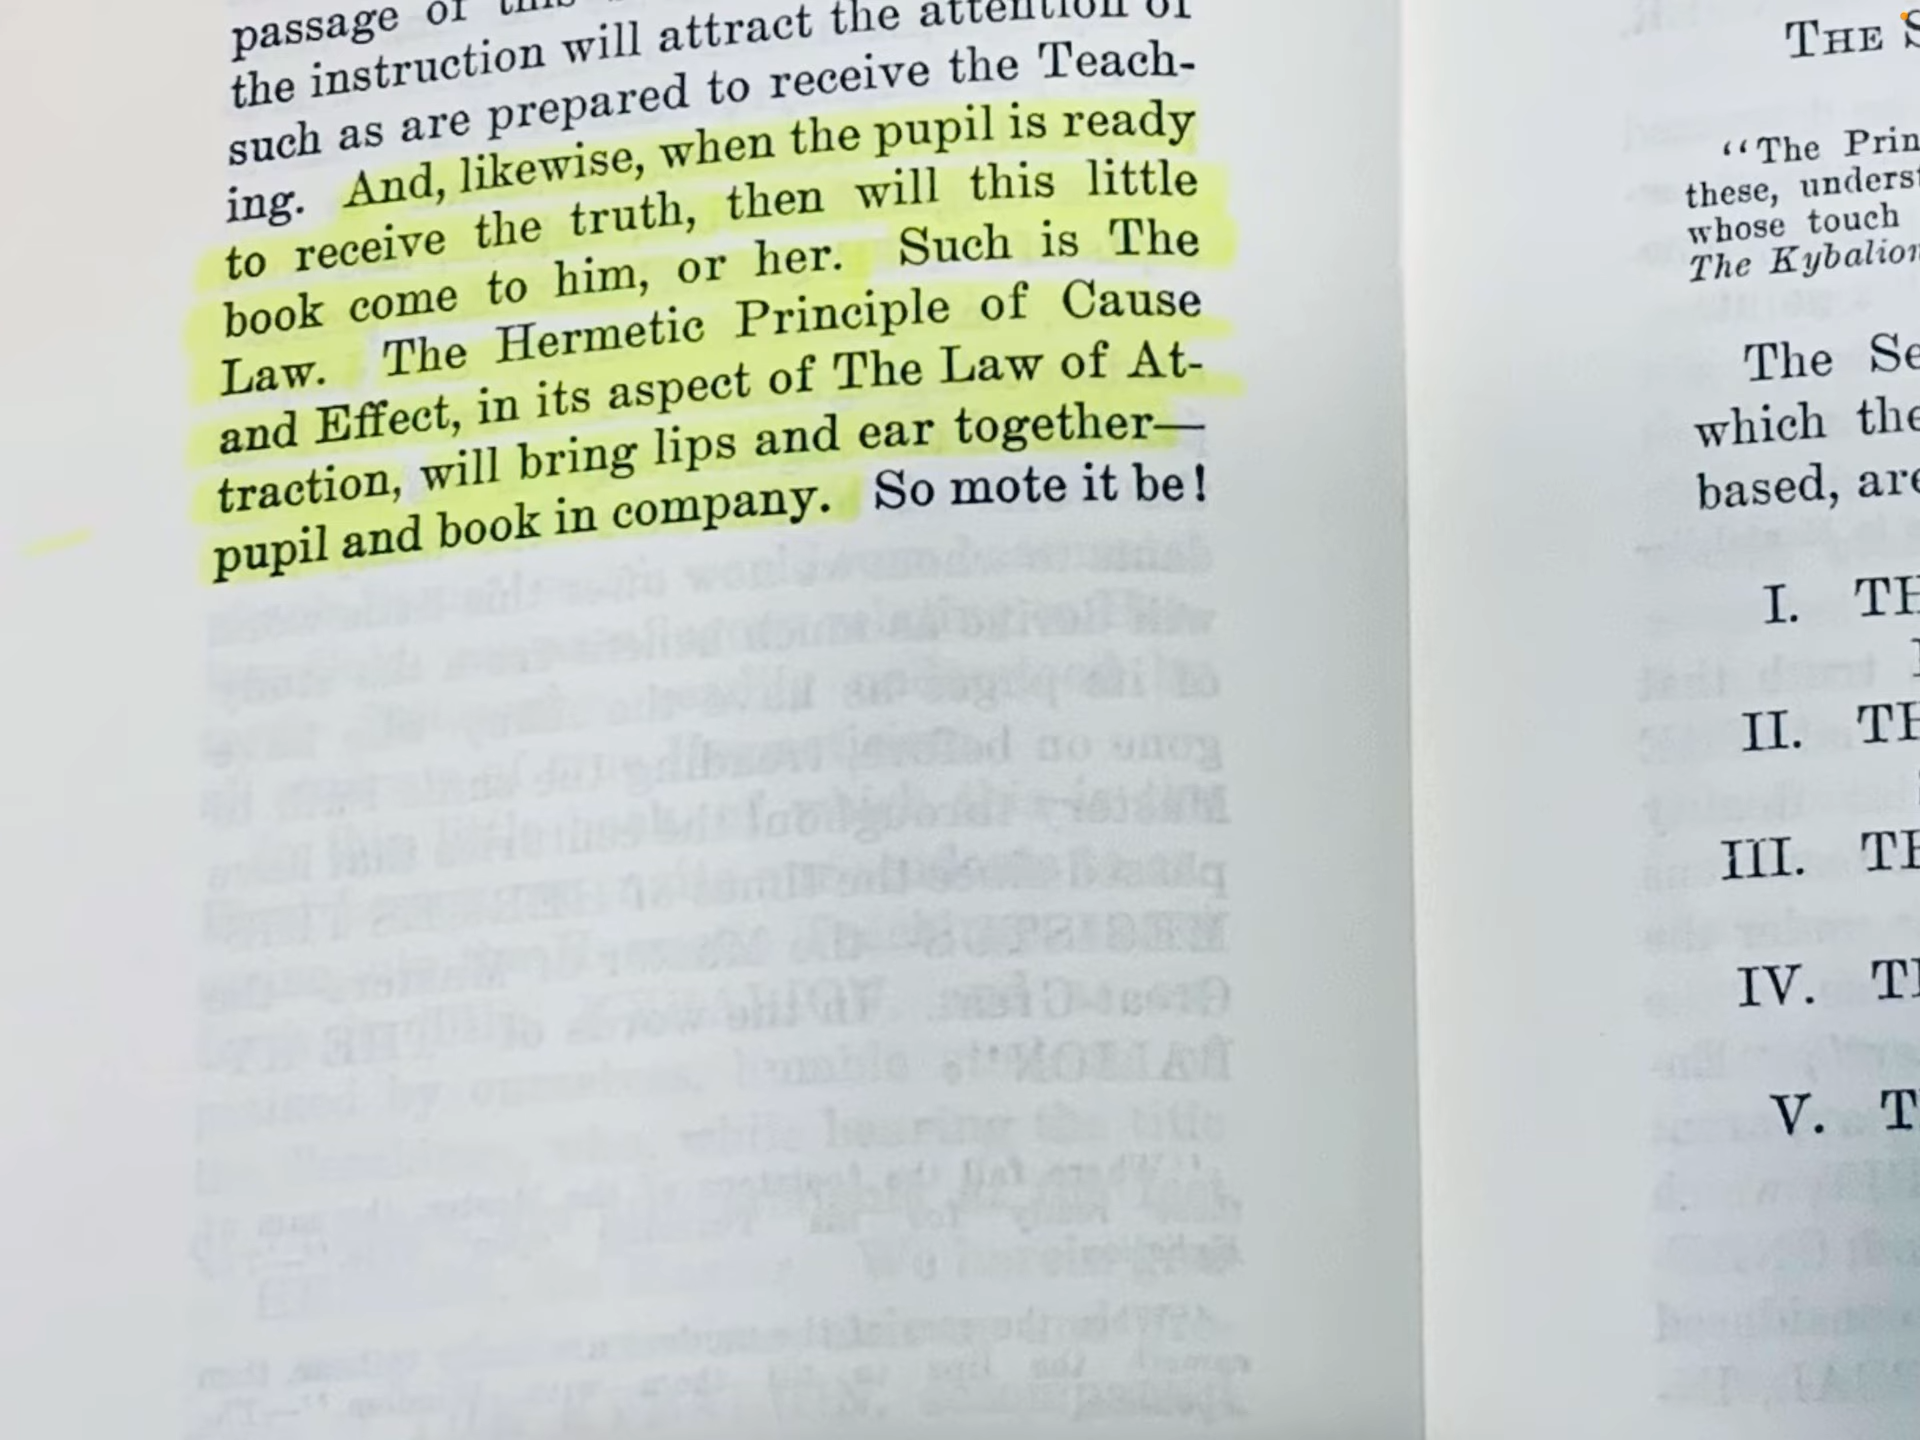 passage of this
the instruction will attract the attention of
such as are prepared to receive the Teach-
ing. And, likewise, when the pupil is ready
to receive the truth, then will this little
book come to him, or her. Such is The
Law. The Hermetic Principle of Cause
and Effect, in its aspect of The Law of At-
traction, will bring lips and ear together—
pupil and book in company. So mote it be!
THE S
“The Prin
these, underst
whose touch
The Kybalion
The Se
which the
based, are
I. TH
II. TH
III. TH
IV. TH
V. T